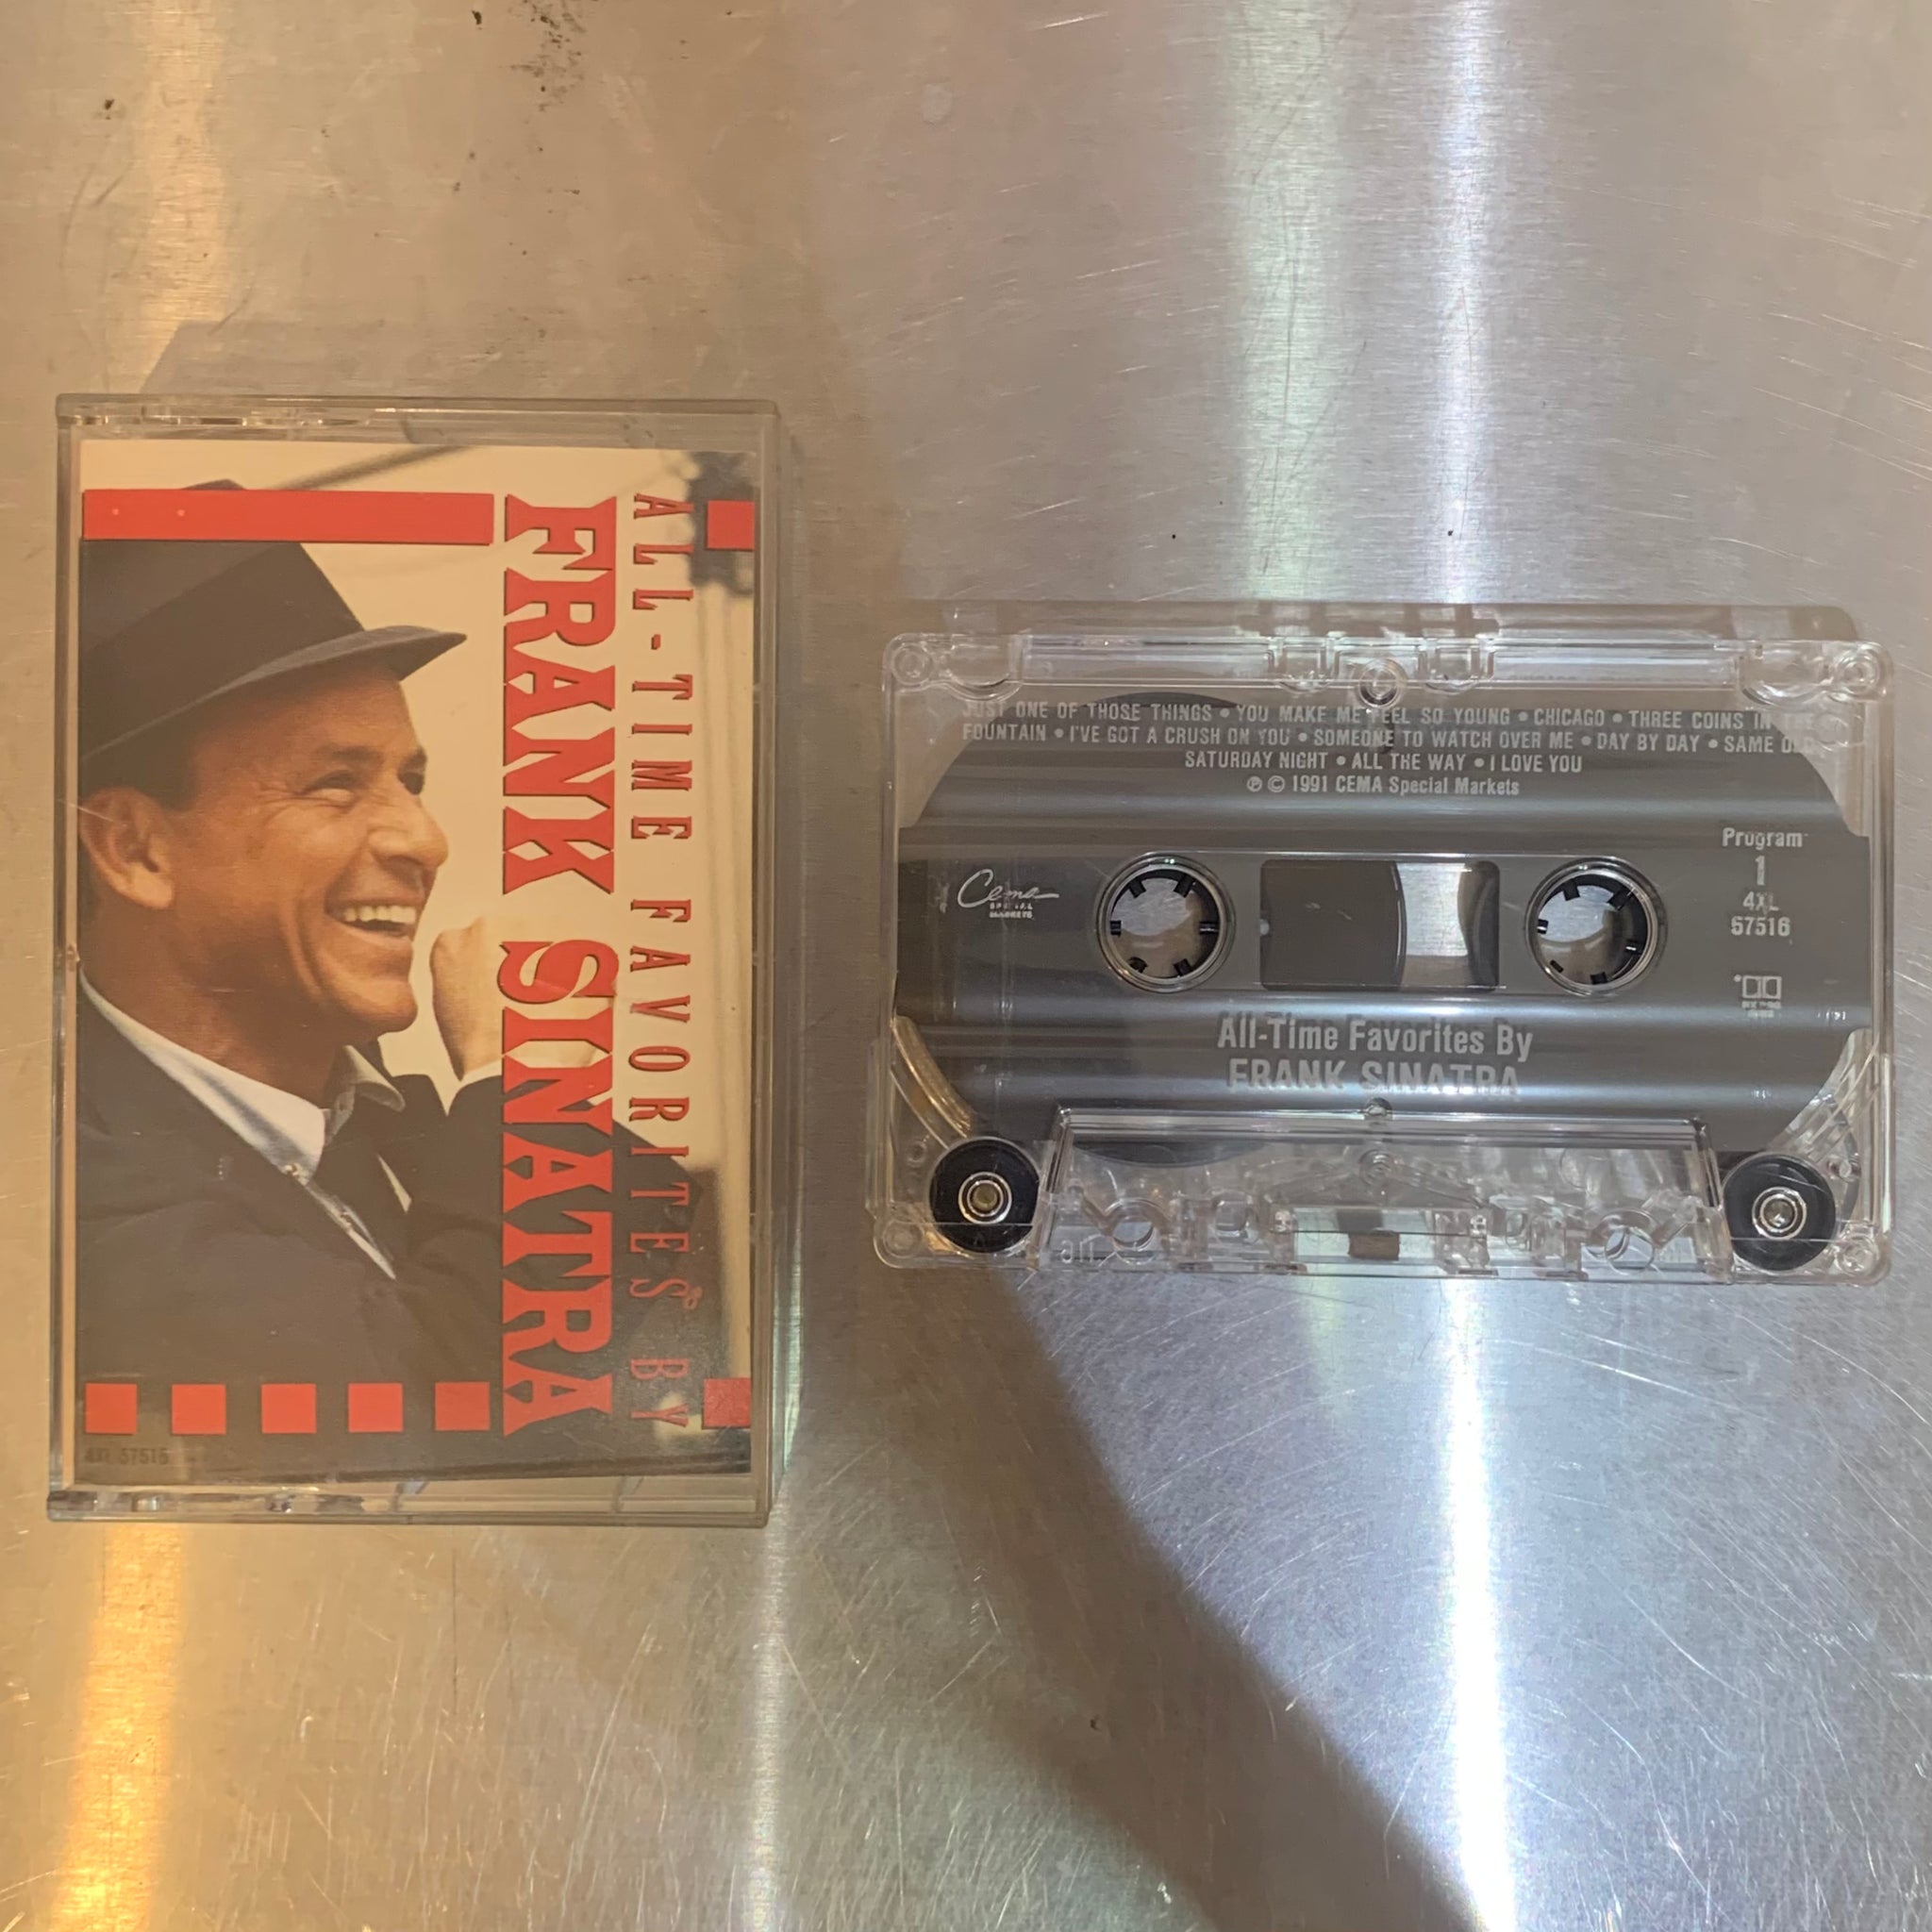 ALL-TIME FAVORITES BY
FRANK SINATRA
4XL 57516
JUST ONE OF THOSE THINGS • YOU MAKE ME FEEL SO YOUNG • CHICAGO • THREE COINS IN THE
FOUNTAIN • I'VE GOT A CRUSH ON YOU • SOMEONE TO WATCH OVER ME • DAY BY DAY • SAME OLD
SATURDAY NIGHT • ALL THE WAY • I LOVE YOU
℗ © 1991 CEMA Special Markets
Cema
SPECIAL
MARKETS
Program
1
4XL
57516
All-Time Favorites By
FRANK SINATRA